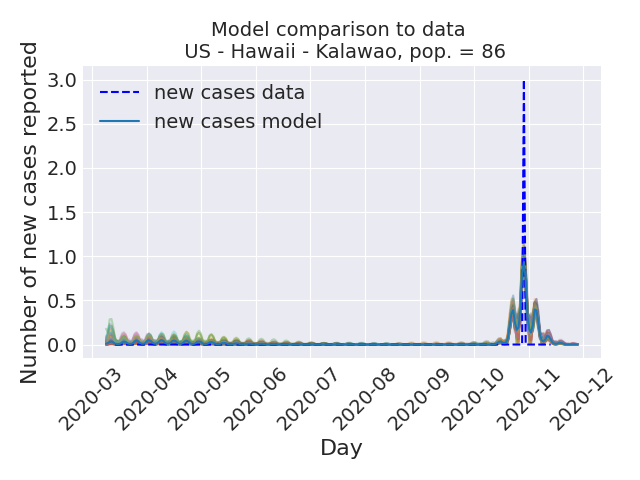 Model comparison to data
US - Hawaii - Kalawao, pop. = 86
new cases data
new cases model
Number of new cases reported
3.0
2.5
2.0
1.5
1.0
0.5
0.0
2020-03
2020-04
2020-05
2020-06
2020-07
2020-08
2020-09
2020-10
2020-11
2020-12
Day